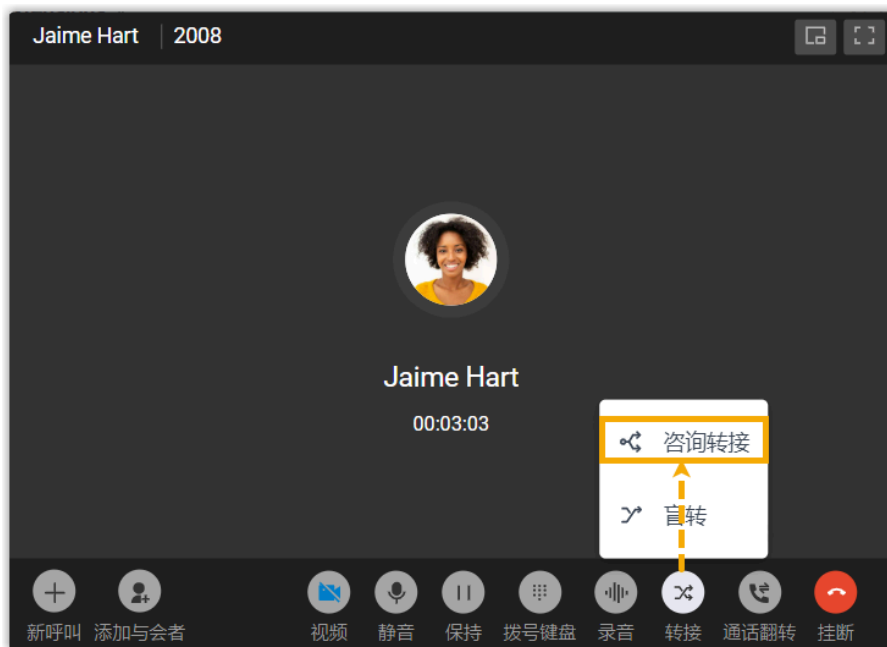 Jaime Hart 2008
Jaime Hart
00:03:03
咨询转接
盲转
新呼叫 添加与会者 视频 静音 保持 拨号键盘 录音 转接 通话翻转 挂断